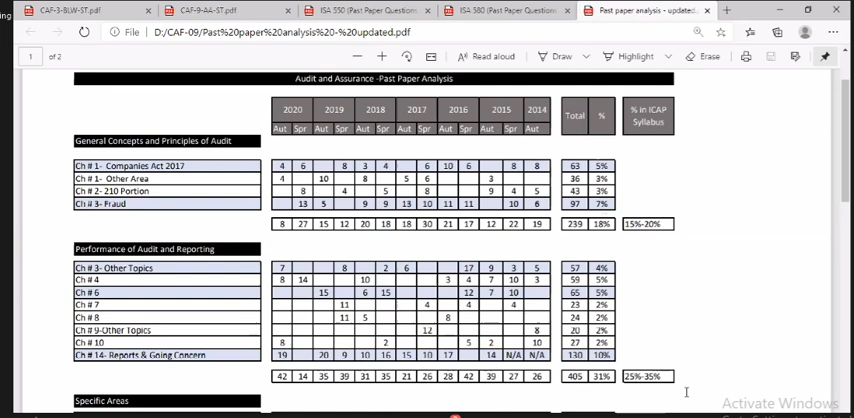 ing
CAF-3-BLW-ST.pdf
CAF-9-AA-ST.pdf
ISA 550 (Past Paper Questions
ISA 580 (Past Paper Questions
Past paper analysis - updated.
File D:/CAF-09/Past%20paper%20analysis%20-%20updated.pdf
1 of 2 Read aloud Draw Highlight Erase
Audit and Assurance -Past Paper Analysis
2020 2019 2018 2017 2016 2015 2014 Total % % in ICAP Syllabus
Aut Spr Aut Spr Aut Spr Aut Spr Aut Spr Aut Spr Aut
General Concepts and Principles of Audit
Ch # 1- Companies Act 2017 4 6 8 3 4 6 10 6 8 8 63 5%
Ch # 1- Other Area 4 10 8 5 6 3 36 3%
Ch # 2- 210 Portion 8 4 5 8 9 4 5 43 3%
Ch # 3- Fraud 13 5 9 9 13 10 11 11 10 6 97 7%
8 27 15 12 20 18 18 30 21 17 12 22 19 239 18% 15%-20%
Performance of Audit and Reporting
Ch # 3- Other Topics 7 8 2 6 17 9 3 5 57 4%
Ch # 4 8 14 10 3 4 7 10 3 59 5%
Ch # 6 15 6 15 12 7 10 65 5%
Ch # 7 11 4 4 4 23 2%
Ch # 8 11 5 8 24 2%
Ch # 9-Other Topics 12 8 20 2%
Ch # 10 8 2 5 2 10 27 2%
Ch # 14- Reports & Going Concern 19 20 9 10 16 15 10 17 14 N/A N/A 130 10%
42 14 35 39 31 35 21 26 28 42 39 27 26 405 31% 25%-35%
Specific Areas
Activate Windows